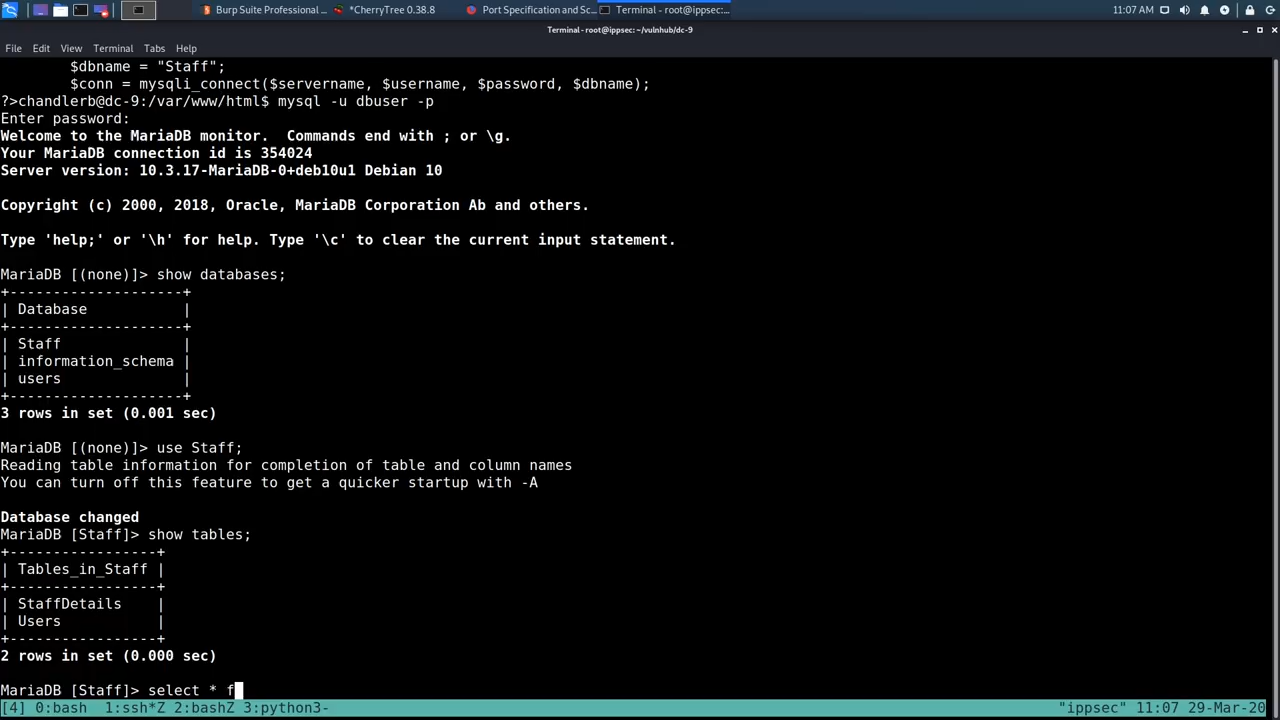 Burp Suite Professional ...
*CherryTree 0.38.8
Port Specification and Sc...
Terminal - root@ippsec:...
11:07 AM
Terminal - root@ippsec: ~/vulnhub/dc-9
File Edit View Terminal Tabs Help
$dbname = "Staff";
$conn = mysqli_connect($servername, $username, $password, $dbname);
?>chandlerb@dc-9:/var/www/html$ mysql -u dbuser -p
Enter password:
Welcome to the MariaDB monitor.  Commands end with ; or \g.
Your MariaDB connection id is 354024
Server version: 10.3.17-MariaDB-0+deb10u1 Debian 10
Copyright (c) 2000, 2018, Oracle, MariaDB Corporation Ab and others.
Type 'help;' or '\h' for help. Type '\c' to clear the current input statement.
MariaDB [(none)]> show databases;
+--------------------+
| Database           |
+--------------------+
| Staff              |
| information_schema |
| users              |
+--------------------+
3 rows in set (0.001 sec)
MariaDB [(none)]> use Staff;
Reading table information for completion of table and column names
You can turn off this feature to get a quicker startup with -A
Database changed
MariaDB [Staff]> show tables;
+-----------------+
| Tables_in_Staff |
+-----------------+
| StaffDetails    |
| Users           |
+-----------------+
2 rows in set (0.000 sec)
MariaDB [Staff]> select * f
[4] 0:bash  1:ssh*Z 2:bashZ 3:python3- "ippsec" 11:07 29-Mar-20